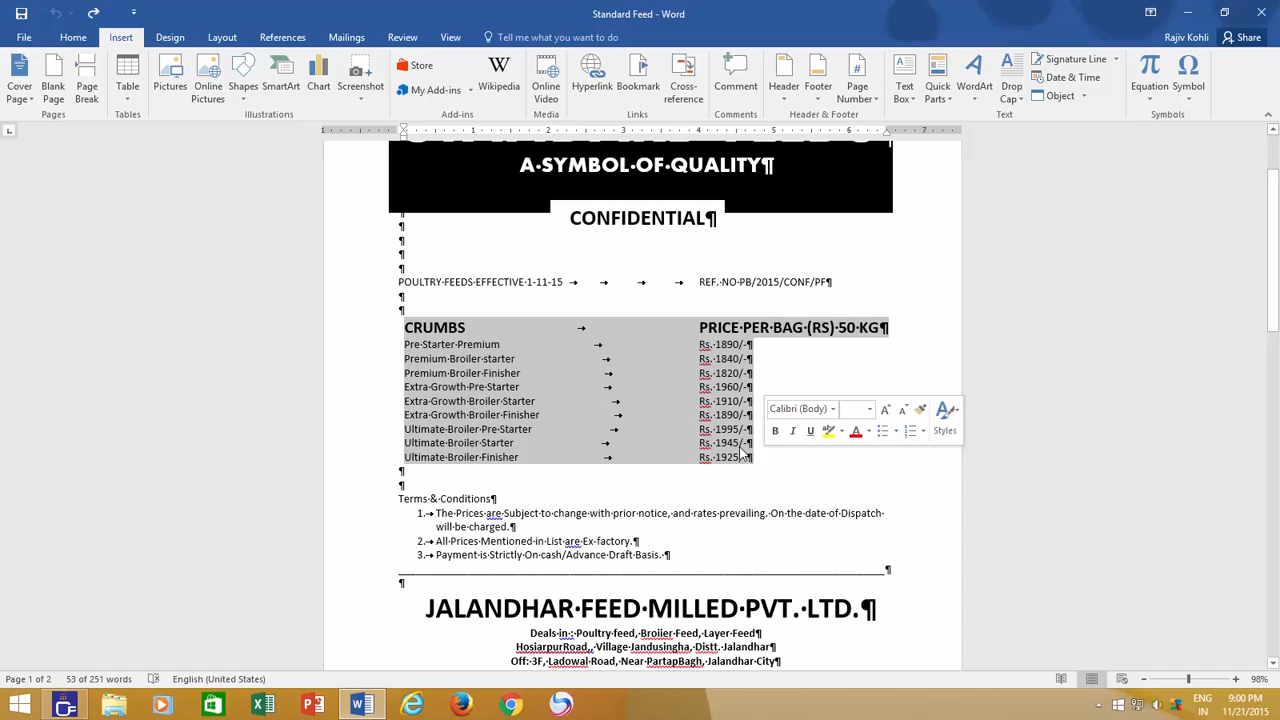 Standard Feed - Word
File Home Insert Design Layout References Mailings Review View Tell me what you want to do Rajiv Kohli Share
Cover Page Blank Page Page Break Table Pictures Online Pictures Shapes SmartArt Chart Screenshot Store My Add-ins Wikipedia Online Video Hyperlink Bookmark Cross-reference Comment Header Footer Page Number Text Box Quick Parts WordArt Drop Cap Signature Line Date & Time Object Equation Symbol
Pages Tables Illustrations Add-ins Media Links Comments Header & Footer Text Symbols
1 1 2 3 4 5 6 7
A·SYMBOL·OF·QUALITY¶
CONFIDENTIAL¶
¶
¶
¶
¶
POULTRY·FEEDS·EFFECTIVE·1-11-15 → → → → REF.·NO·PB/2015/CONF/PF¶
¶
¶
CRUMBS → PRICE·PER·BAG·(RS)·50·KG¶
Pre·Starter·Premium → Rs.·1890/-¶
Premium·Broiler·starter → Rs.·1840/-¶
Premium·Broiler·Finisher → Rs.·1820/-¶
Extra·Growth·Pre·Starter → Rs.·1960/-¶
Extra·Growth·Broiler·Starter → Rs.·1910/-¶
Extra·Growth·Broiler·Finisher → Rs.·1890/-¶
Ultimate·Broiler·Pre·Starter → Rs.·1995/-¶
Ultimate·Broiler·Starter → Rs.·1945/-¶
Ultimate·Broiler·Finisher → Rs.·1925/-¶
Calibri (Body) A A
B I U ab A Styles
¶
¶
Terms·&·Conditions¶
1.→ The·Prices·are·Subject·to·change·with·prior·notice,·and·rates·prevailing.·On·the·date·of·Dispatch·
will·be·charged.¶
2.→ All·Prices·Mentioned·in·List·are·Ex-factory.¶
3.→ Payment·is·Strictly·On·cash/Advance·Draft·Basis.·¶
¶
¶
JALANDHAR·FEED·MILLED·PVT.·LTD.¶
Deals·in·:·Poultry·feed,·Broiier·Feed,·Layer·Feed¶
HosiarpurRoad,,·Village·Jandusingha,·Distt.·Jalandhar¶
Off:·3F,·Ladowal·Road,·Near·PartapBagh,·Jalandhar·City¶
Page 1 of 2 53 of 251 words English (United States) 98%
ENG 9:00 PM
IN 11/21/2015